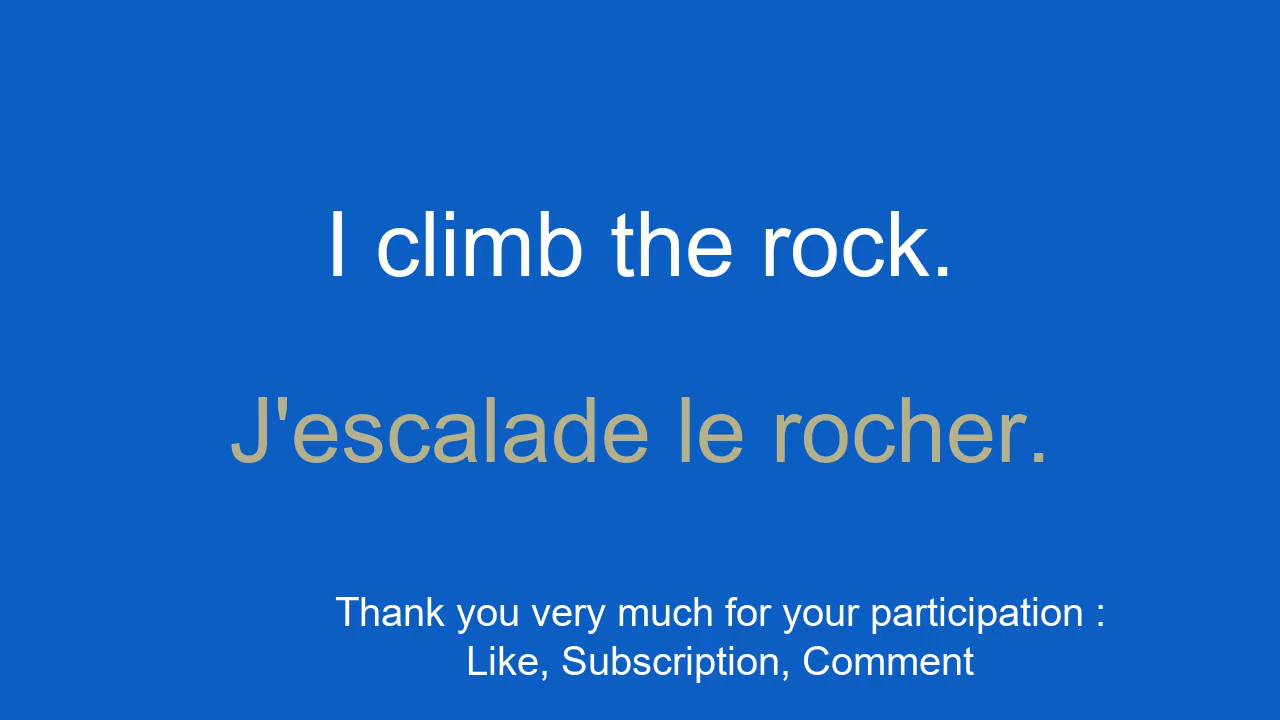 I climb the rock.
J'escalade le rocher.
Thank you very much for your participation :
Like, Subscription, Comment